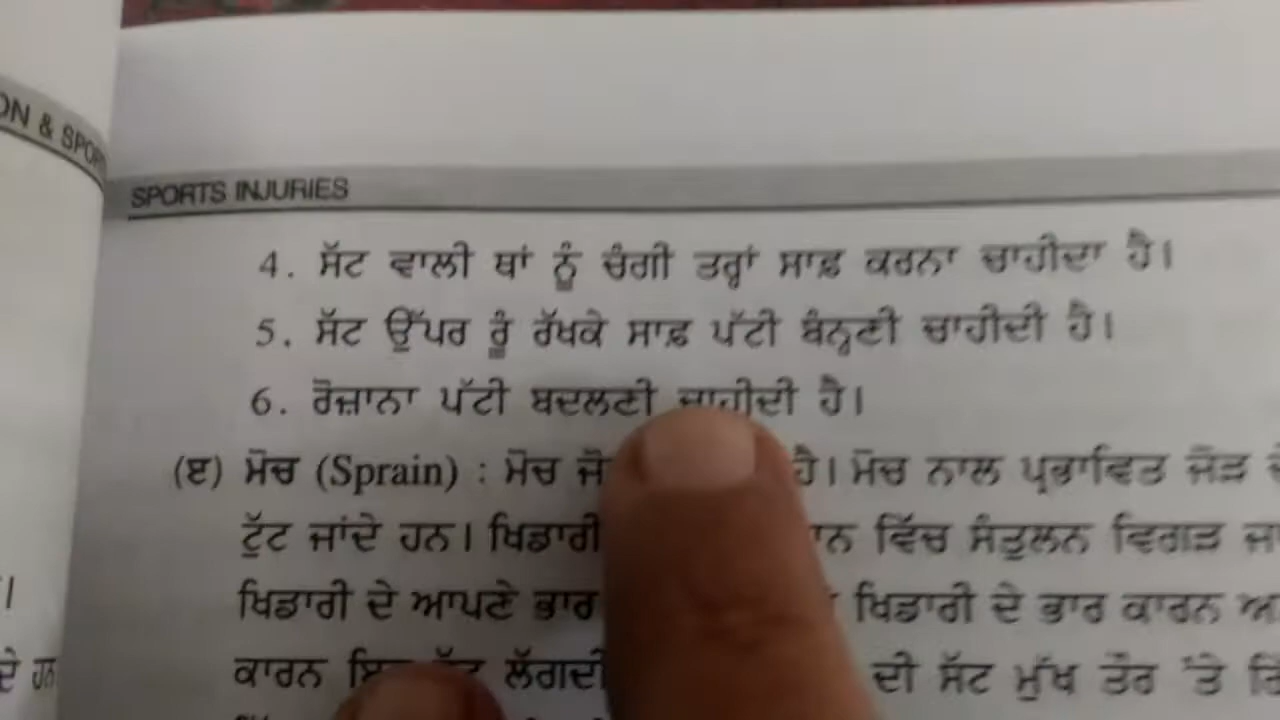 ON & SPOR
SPORTS INJURIES
4. ਸੱਟ ਵਾਲੀ ਥਾਂ ਨੂੰ ਚੰਗੀ ਤਰ੍ਹਾਂ ਸਾਫ਼ ਕਰਨਾ ਚਾਹੀਦਾ ਹੈ।
5. ਸੱਟ ਉੱਪਰ ਰੂੰ ਰੱਖਕੇ ਸਾਫ਼ ਪੱਟੀ ਬੰਨ੍ਹਣੀ ਚਾਹੀਦੀ ਹੈ।
6. ਰੋਜ਼ਾਨਾ ਪੱਟੀ ਬਦਲਣੀ ਚਾਹੀਦੀ ਹੈ।
(ੲ) ਮੋਚ (Sprain) : ਮੋਚ ਹੈ। ਮੋਚ ਨਾਲ ਪ੍ਰਭਾਵਿਤ ਜੋੜ
ਟੁੱਟ ਜਾਂਦੇ ਹਨ। ਖਿਡਾਰੀ ਵਿੱਚ ਸੰਤੁਲਨ ਵਿਗੜ
ਖਿਡਾਰੀ ਦੇ ਆਪਣੇ ਭਾਰ ਖਿਡਾਰੀ ਦੇ ਭਾਰ ਕਾਰਨ
ਕਾਰਨ ਲੱਗਦੀ ਦੀ ਸੱਟ ਮੁੱਖ ਤੌਰ 'ਤੇ